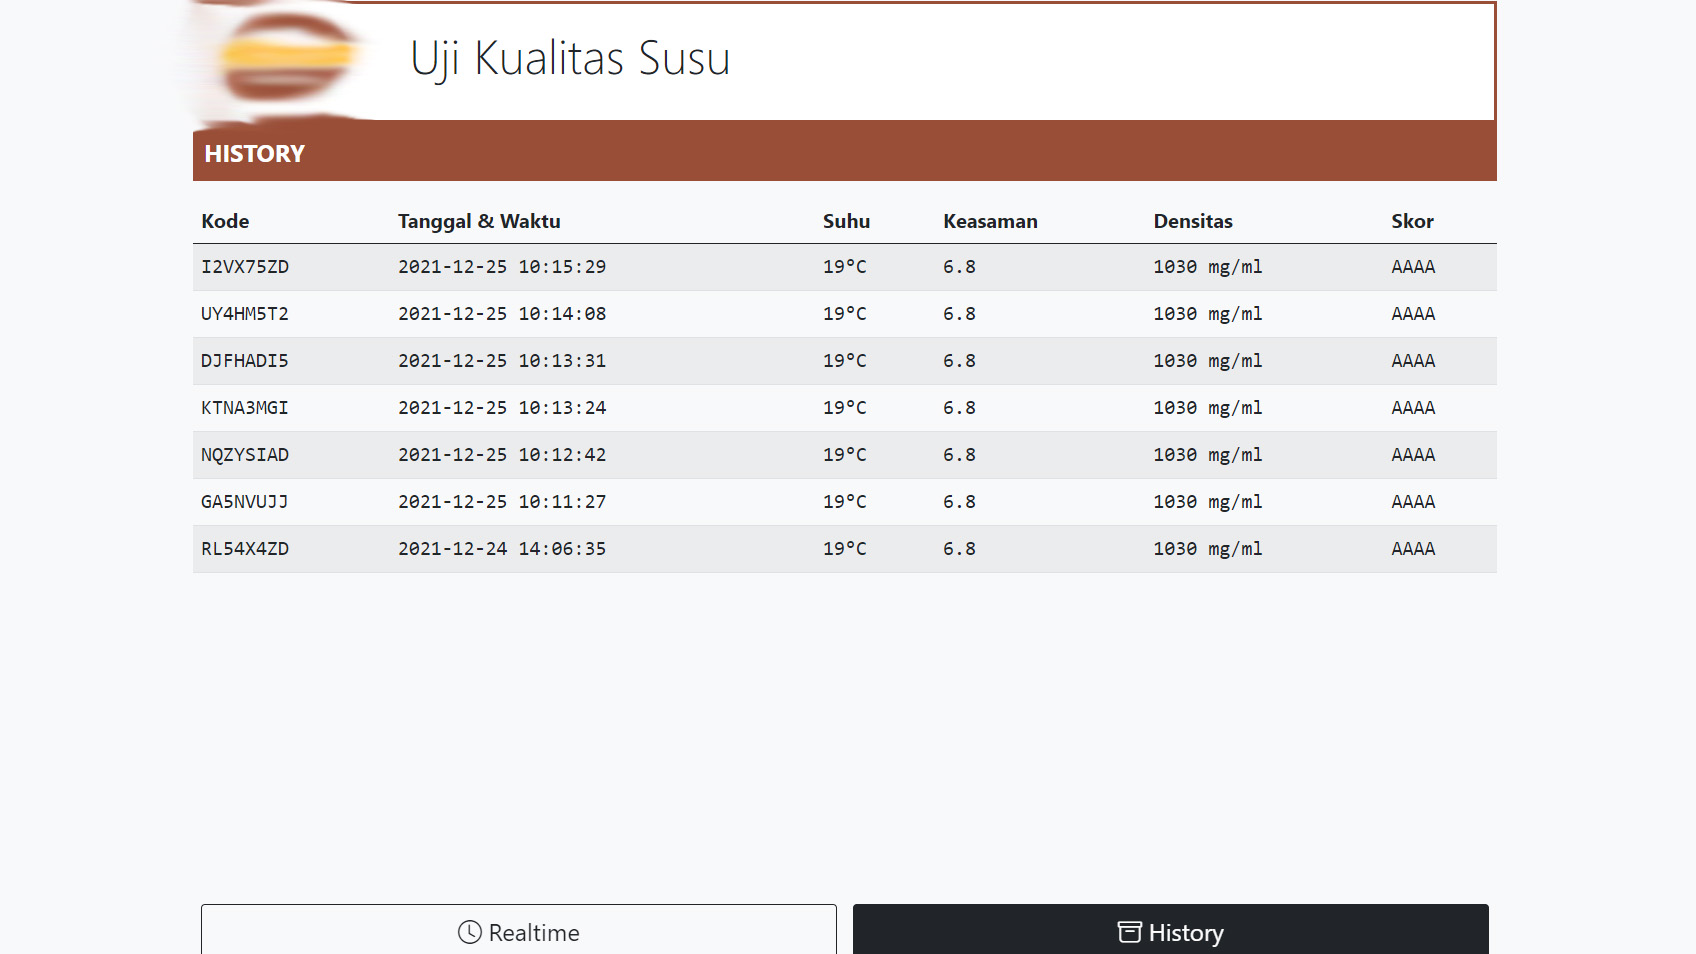 Uji Kualitas Susu
HISTORY
Kode Tanggal & Waktu Suhu Keasaman Densitas Skor
I2VX75ZD 2021-12-25 10:15:29 19°C 6.8 1030 mg/ml AAAA
UY4HM5T2 2021-12-25 10:14:08 19°C 6.8 1030 mg/ml AAAA
DJFHADI5 2021-12-25 10:13:31 19°C 6.8 1030 mg/ml AAAA
KTNA3MGI 2021-12-25 10:13:24 19°C 6.8 1030 mg/ml AAAA
NQZYSIAD 2021-12-25 10:12:42 19°C 6.8 1030 mg/ml AAAA
GA5NVUJJ 2021-12-25 10:11:27 19°C 6.8 1030 mg/ml AAAA
RL54X4ZD 2021-12-24 14:06:35 19°C 6.8 1030 mg/ml AAAA
Realtime History